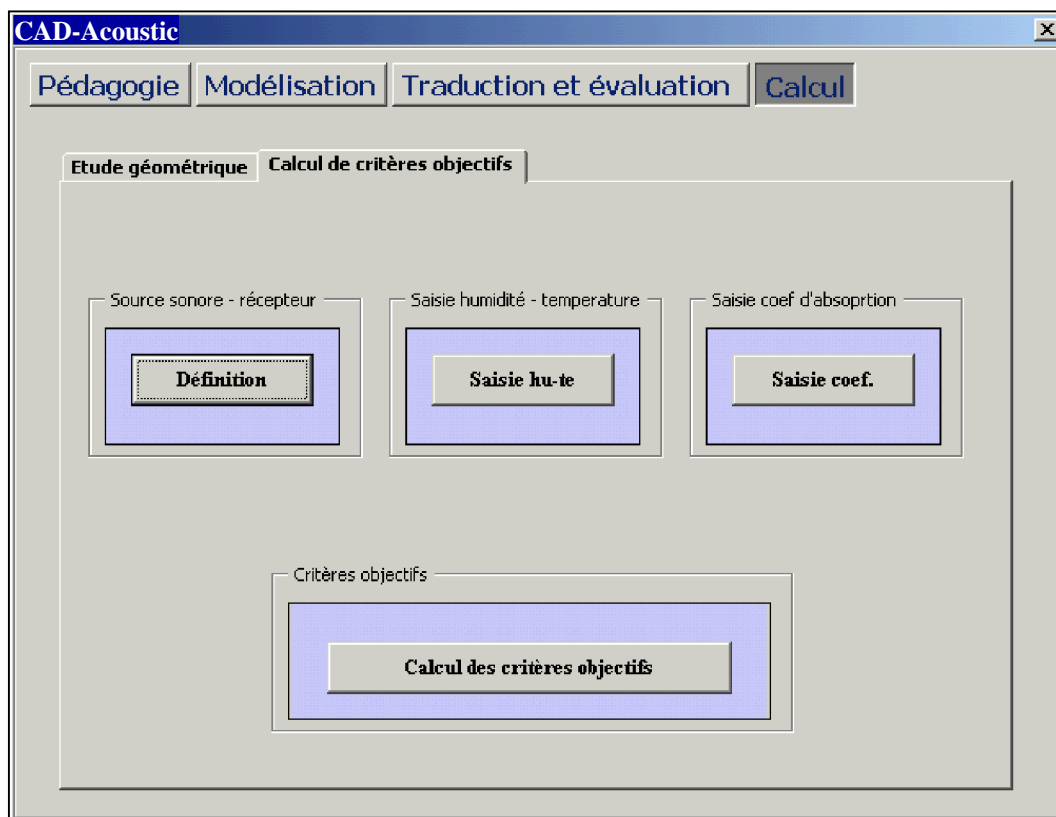 CAD-Acoustic
Pédagogie Modélisation Traduction et évaluation Calcul
Etude géométrique Calcul de critères objectifs
Source sonore - récepteur Saisie humidité - temperature Saisie coef d'absoprtion
Définition Saisie hu-te Saisie coef.
Critères objectifs
Calcul des critères objectifs